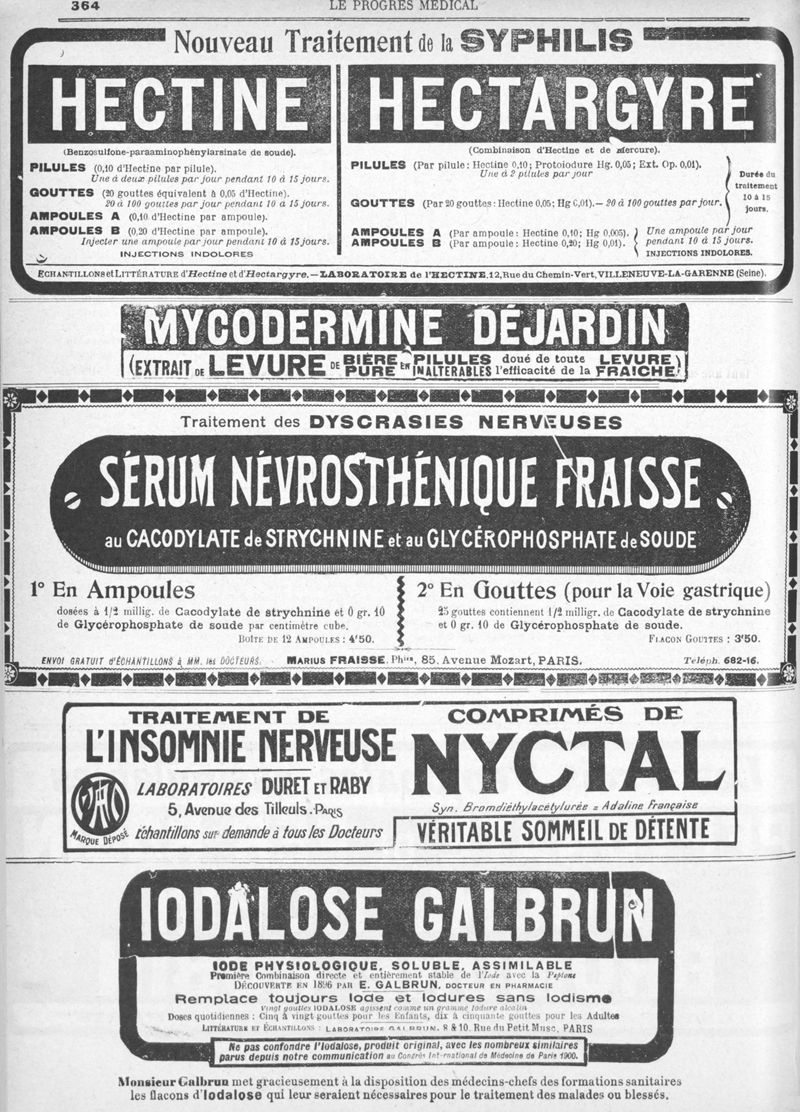 364
LE PROGRES MEDICAL
Nouveau Traitement de la SYPHILIS
HECTINE
(Benzosulfone-paraaminophénylarsinate de soude).
PILULES (0,10 d'Hectine par pilule).
Une à deux pilules par jour pendant 10 à 15 jours.
GOUTTES (20 gouttes équivalent à 0,05 d'Hectine).
20 à 100 gouttes par jour pendant 10 à 15 jours.
AMPOULES A (0,10 d'Hectine par ampoule).
AMPOULES B (0,20 d'Hectine par ampoule).
Injecter une ampoule par jour pendant 10 à 15 jours.
INJECTIONS INDOLORES
HECTARGYRE
(Combinaison d'Hectine et de Mercure).
PILULES (Par pilule : Hectine 0,10; Protoiodure Hg. 0,05; Ext. Op. 0,01).
Une à 2 pilules par jour
GOUTTES (Par 20 gouttes : Hectine 0,05; Hg 0,01).—20 à 100 gouttes par jour.
Durée du
traitement
10 à 15
jours.
AMPOULES A (Par ampoule : Hectine 0,10; Hg 0,005).
AMPOULES B (Par ampoule : Hectine 0,20; Hg 0,01).
Une ampoule par jour
pendant 10 à 15 jours.
INJECTIONS INDOLORES.
ECHANTILLONS et LITTÉRATURE d'Hectine et d'Hectargyre.—LABORATOIRE de l'HECTINE, 12, Rue du Chemin-Vert, VILLENEUVE-LA-GARENNE (Seine).
MYCODERMINE DÉJARDIN
(EXTRAIT DE LEVURE DE BIÈRE PURE EN PILULES INALTÉRABLES doué de toute l'efficacité de la LEVURE FRAICHE)
Traitement des DYSCRASIES NERVEUSES
SÉRUM NÉVROSTHÉNIQUE FRAISSE
au CACODYLATE de STRYCHNINE et au GLYCÉROPHOSPHATE de SOUDE
1° En Ampoules
dosées à 1/2 millig. de Cacodylate de strychnine et 0 gr. 10
de Glycérophosphate de soude par centimètre cube.
BOÎTE DE 12 AMPOULES : 4'50.
2° En Gouttes (pour la Voie gastrique)
25 gouttes contiennent 1/2 milligr. de Cacodylate de strychnine
et 0 gr. 10 de Glycérophosphate de soude.
FLACON GOUTTES : 3'50.
ENVOI GRATUIT d'ÉCHANTILLONS à MM. les DOCTEURS. MARIUS FRAISSE, Phien, 85, Avenue Mozart, PARIS. Téléph. 682-16.
TRAITEMENT DE
L'INSOMNIE NERVEUSE
LABORATOIRES DURET ET RABY
5, Avenue des Tilleuls. PARIS
MARQUE DÉPOSÉ
Échantillons sur demande à tous les Docteurs
COMPRIMÉS DE
NYCTAL
Syn. Bromdiéthylacétylurée = Adaline Française
VÉRITABLE SOMMEIL DE DÉTENTE
IODALOSE GALBRUN
IODE PHYSIOLOGIQUE, SOLUBLE, ASSIMILABLE
Première Combinaison directe et entièrement stable de l'Iode avec la Peptone
DÉCOUVERTE EN 1896 PAR E. GALBRUN, DOCTEUR EN PHARMACIE
Remplace toujours Iode et Iodures sans Iodisme
Vingt gouttes IODALOSE agissent comme un gramme Iodure alcalin
Doses quotidiennes : Cinq à vingt gouttes pour les Enfants, dix à cinquante gouttes pour les Adultes
LITTÉRATURE ET ÉCHANTILLONS : LABORATOIRE GALBRUN, 8 & 10, Rue du Petit Musc, PARIS
Ne pas confondre l'Iodalose, produit original, avec les nombreux similaires
parus depuis notre communication au Congrès International de Médecine de Paris 1900.
Monsieur Galbrun met gracieusement à la disposition des médecins-chefs des formations sanitaires
les flacons d'Iodalose qui leur seraient nécessaires pour le traitement des malades ou blessés.